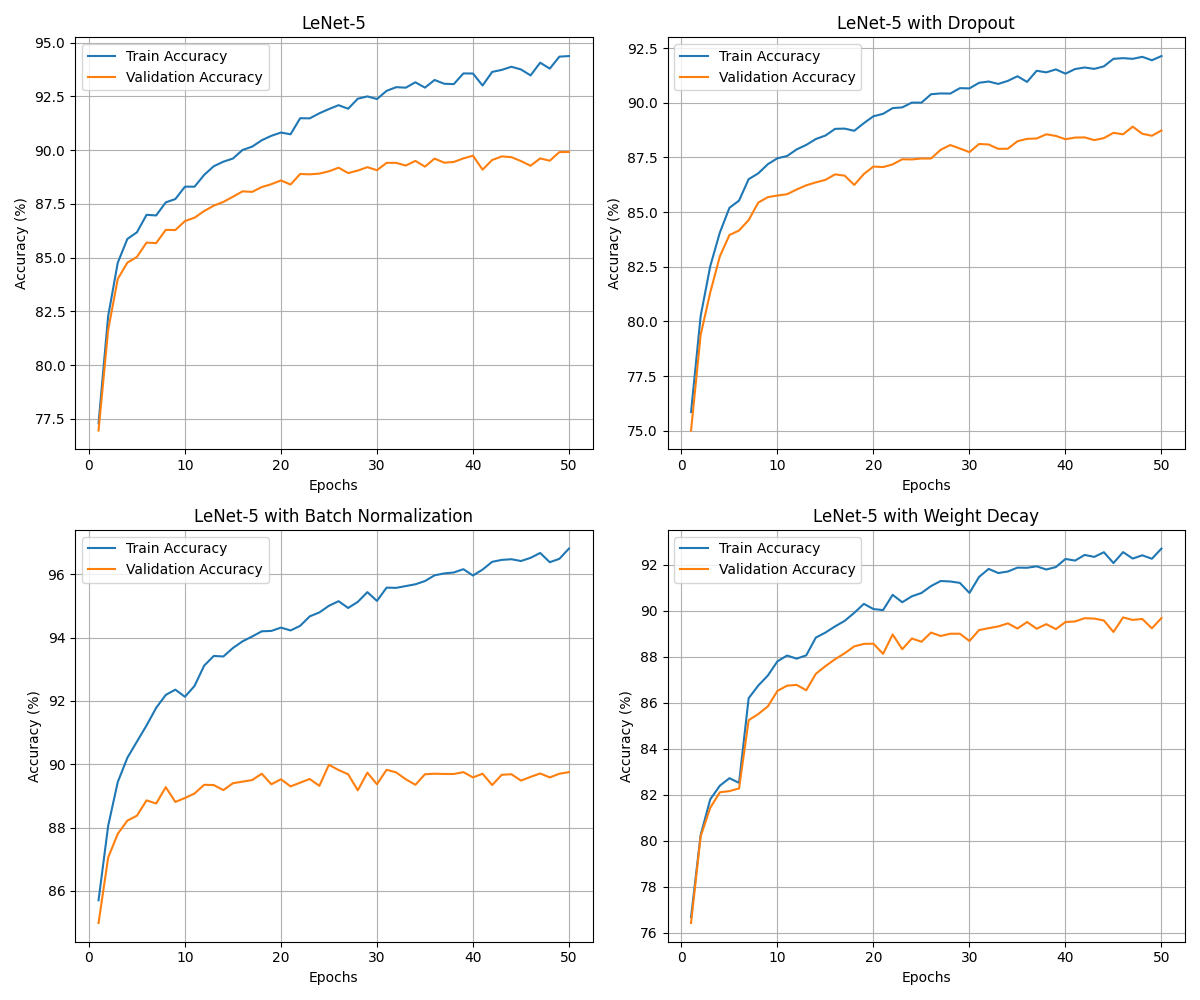 LeNet-5
Train Accuracy
Validation Accuracy
95.0
92.5
90.0
87.5
85.0
82.5
80.0
77.5
Accuracy (%)
0 10 20 30 40 50
Epochs
LeNet-5 with Dropout
Train Accuracy
Validation Accuracy
92.5
90.0
87.5
85.0
82.5
80.0
77.5
75.0
Accuracy (%)
0 10 20 30 40 50
Epochs
LeNet-5 with Batch Normalization
Train Accuracy
Validation Accuracy
96
94
92
90
88
86
Accuracy (%)
0 10 20 30 40 50
Epochs
LeNet-5 with Weight Decay
Train Accuracy
Validation Accuracy
92
90
88
86
84
82
80
78
76
Accuracy (%)
0 10 20 30 40 50
Epochs